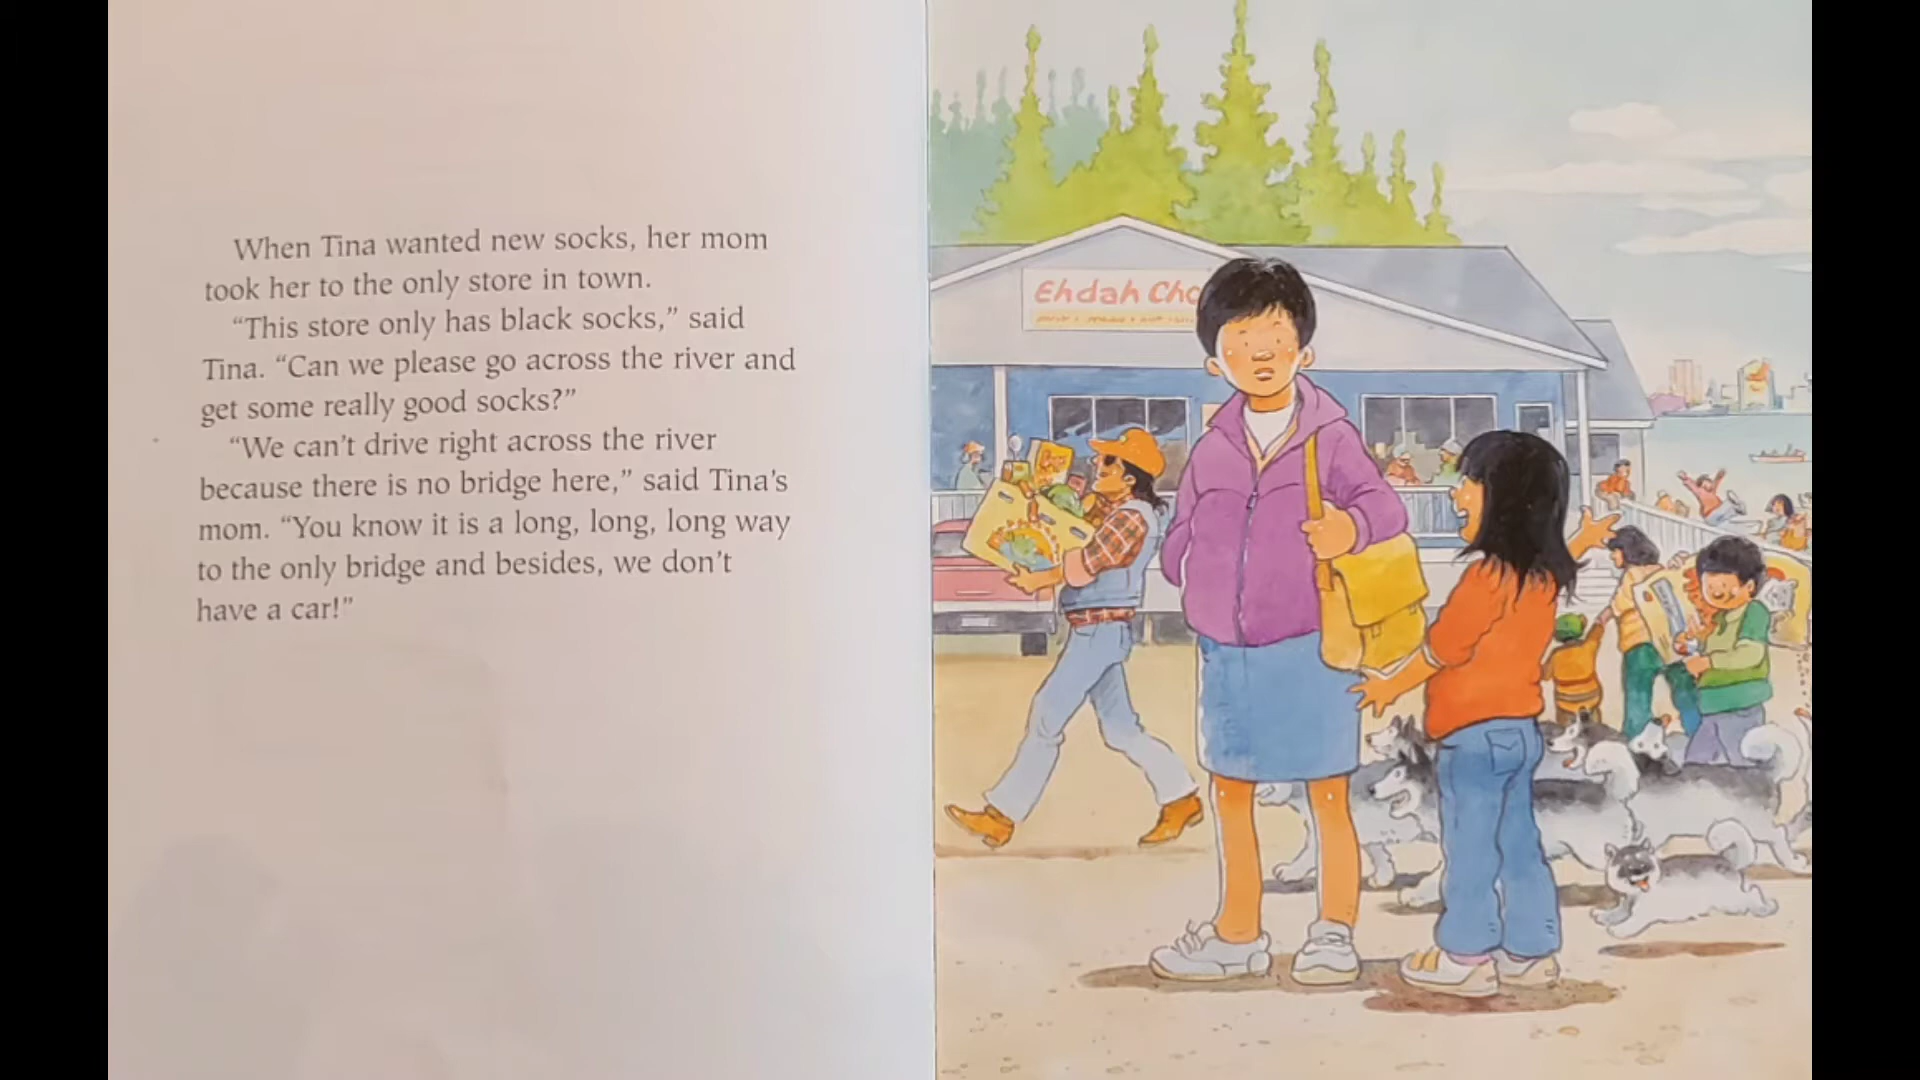 When Tina wanted new socks, her mom
took her to the only store in town.
“This store only has black socks,” said
Tina. “Can we please go across the river and
get some really good socks?”
“We can’t drive right across the river
because there is no bridge here,” said Tina’s
mom. “You know it is a long, long, long way
to the only bridge and besides, we don’t
have a car!”
Ehdah Cho